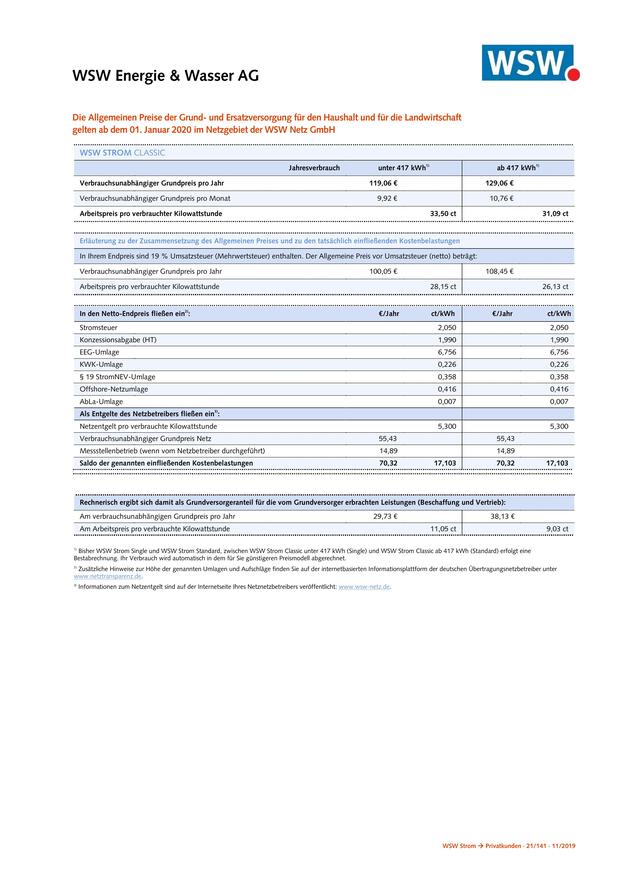 WSW.
WSW Energie & Wasser AG
Die Allgemeinen Preise der Grund- und Ersatzversorgung für den Haushalt und für die Landwirtschaft
gelten ab dem 01. Januar 2020 im Netzgebiet der WSW Netz GmbH
WSW STROM CLASSIC
Jahresverbrauch unter 417 kWh¹⁾ ab 417 kWh¹⁾
Verbrauchsunabhängiger Grundpreis pro Jahr 119,06 € 129,06 €
Verbrauchsunabhängiger Grundpreis pro Monat 9,92 € 10,76 €
Arbeitspreis pro verbrauchter Kilowattstunde 33,50 ct 31,09 ct
Erläuterung zu der Zusammensetzung des Allgemeinen Preises und zu den tatsächlich einfließenden Kostenbelastungen
In Ihrem Endpreis sind 19 % Umsatzsteuer (Mehrwertsteuer) enthalten. Der Allgemeine Preis vor Umsatzsteuer (netto) beträgt:
Verbrauchsunabhängiger Grundpreis pro Jahr 100,05 € 108,45 €
Arbeitspreis pro verbrauchter Kilowattstunde 28,15 ct 26,13 ct
In den Netto-Endpreis fließen ein²⁾: €/Jahr ct/kWh €/Jahr ct/kWh
Stromsteuer 2,050 2,050
Konzessionsabgabe (HT) 1,990 1,990
EEG-Umlage 6,756 6,756
KWK-Umlage 0,226 0,226
§ 19 StromNEV-Umlage 0,358 0,358
Offshore-Netzumlage 0,416 0,416
AbLa-Umlage 0,007 0,007
Als Entgelte des Netzbetreibers fließen ein³⁾:
Netzentgelt pro verbrauchte Kilowattstunde 5,300 5,300
Verbrauchsunabhängiger Grundpreis Netz 55,43 55,43
Messstellenbetrieb (wenn vom Netzbetreiber durchgeführt) 14,89 14,89
Saldo der genannten einfließenden Kostenbelastungen 70,32 17,103 70,32 17,103
Rechnerisch ergibt sich damit als Grundversorgeranteil für die vom Grundversorger erbrachten Leistungen (Beschaffung und Vertrieb):
Am verbrauchsunabhängigen Grundpreis pro Jahr 29,73 € 38,13 €
Am Arbeitspreis pro verbrauchte Kilowattstunde 11,05 ct 9,03 ct
¹⁾ Bisher WSW Strom Single und WSW Strom Standard, zwischen WSW Strom Classic unter 417 kWh (Single) und WSW Strom Classic ab 417 kWh (Standard) erfolgt eine
Bestabrechnung. Ihr Verbrauch wird automatisch in dem für Sie günstigeren Preismodell abgerechnet.
²⁾ Zusätzliche Hinweise zur Höhe der genannten Umlagen und Aufschläge finden Sie auf der internetbasierten Informationsplattform der deutschen Übertragungsnetzbetreiber unter
www.netztransparenz.de.
³⁾ Informationen zum Netzentgelt sind auf der Internetseite Ihres Netznetzbetreibers veröffentlicht: www.wsw-netz.de.
WSW Strom → Privatkunden · 21/141 · 11/2019